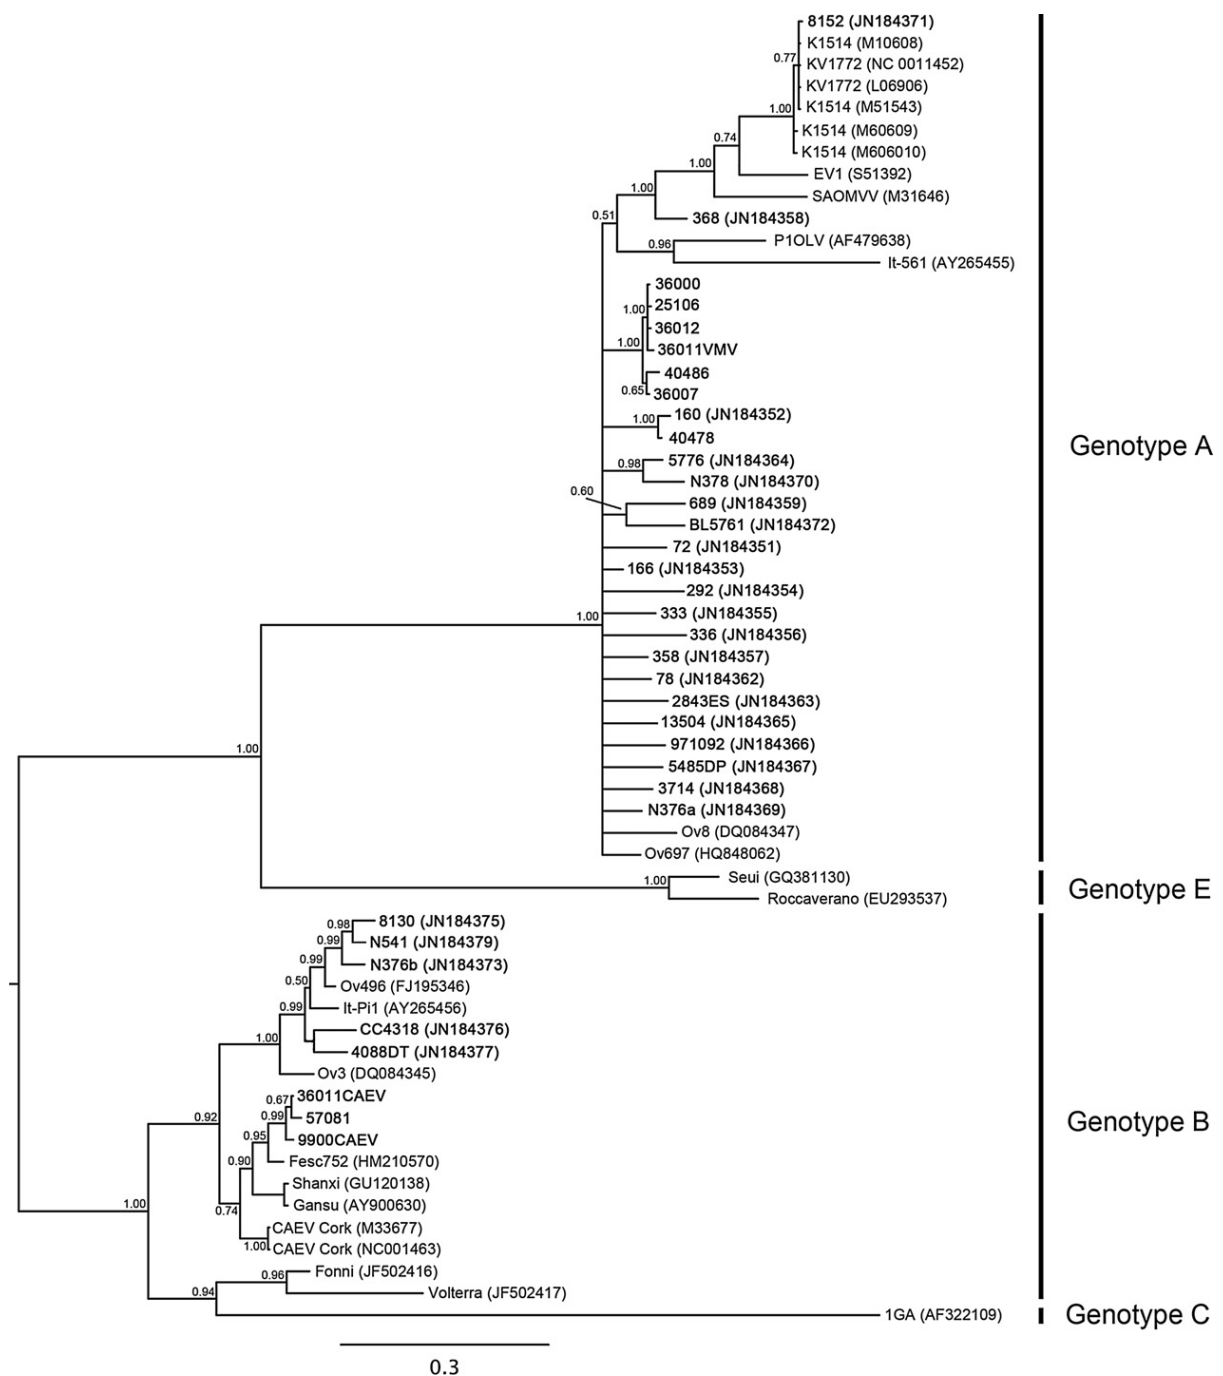 8152 (JN184371)
K1514 (M10608)
0.77
KV1772 (NC 0011452)
KV1772 (L06906)
1.00
K1514 (M51543)
K1514 (M60609)
0.74
K1514 (M606010)
1.00
EV1 (S51392)
1.00
SAOMVV (M31646)
0.51
368 (JN184358)
P1OLV (AF479638)
0.96
It-561 (AY265455)
36000
1.00
25106
36012
1.00
36011VMV
40486
0.65
36007
160 (JN184352)
1.00
40478
Genotype A
5776 (JN184364)
0.98
N378 (JN184370)
0.60
689 (JN184359)
BL5761 (JN184372)
72 (JN184351)
166 (JN184353)
292 (JN184354)
333 (JN184355)
1.00
336 (JN184356)
358 (JN184357)
78 (JN184362)
2843ES (JN184363)
13504 (JN184365)
971092 (JN184366)
1.00
5485DP (JN184367)
3714 (JN184368)
N376a (JN184369)
Ov8 (DQ084347)
Ov697 (HQ848062)
Seui (GQ381130)
1.00
Genotype E
Roccaverano (EU293537)
8130 (JN184375)
0.98
N541 (JN184379)
0.99
N376b (JN184373)
0.99
Ov496 (FJ195346)
0.50
It-Pi1 (AY265456)
0.99
CC4318 (JN184376)
1.00
4088DT (JN184377)
Ov3 (DQ084345)
36011CAEV
0.67
57081
0.99
0.92
Genotype B
9900CAEV
0.95
Fesc752 (HM210570)
0.90
Shanxi (GU120138)
1.00
Gansu (AY900630)
0.74
CAEV Cork (M33677)
1.00
CAEV Cork (NC001463)
Fonni (JF502416)
0.96
Volterra (JF502417)
0.94
1GA (AF322109)
Genotype C
0.3